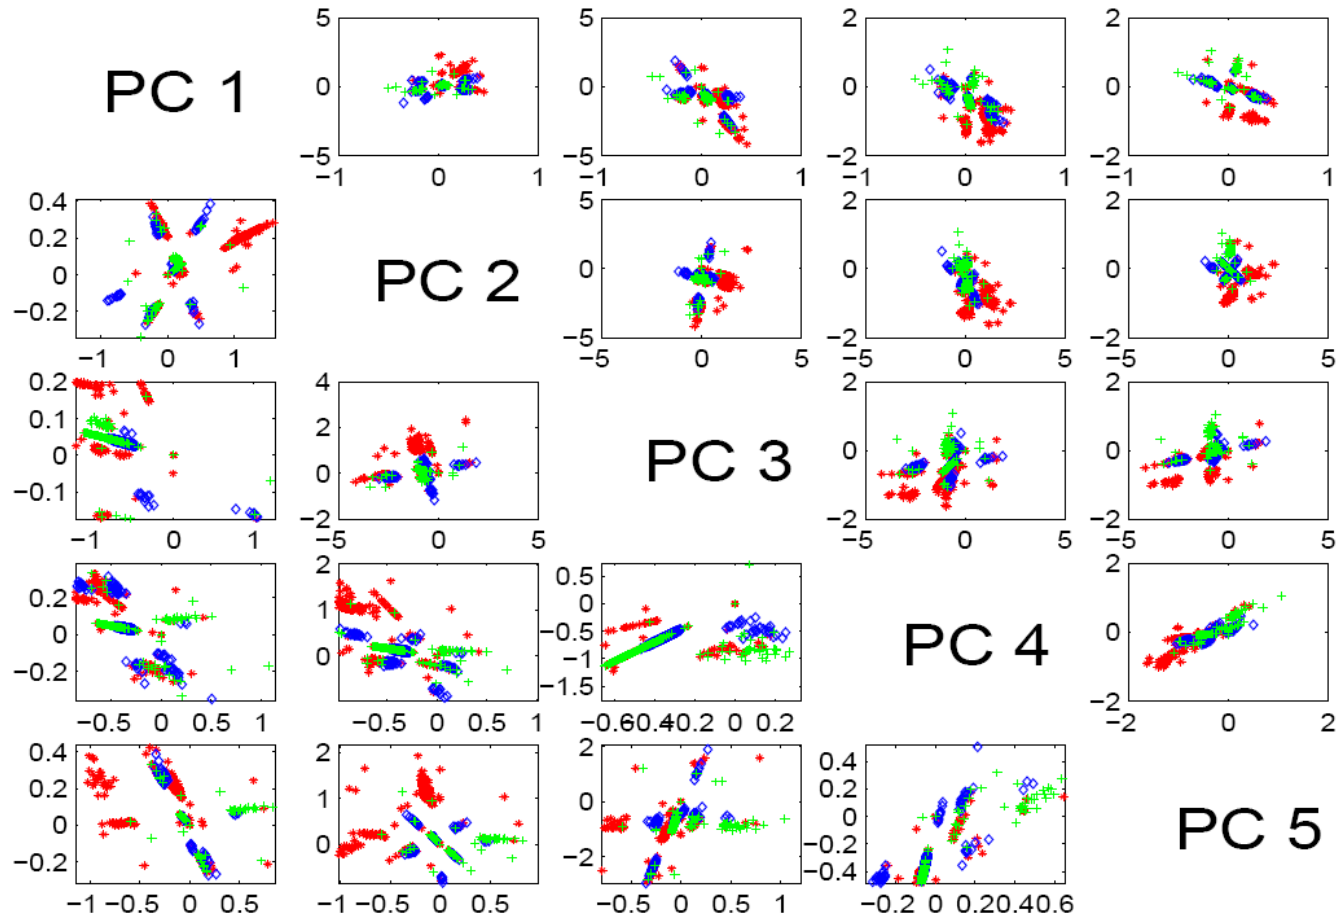 5 5 2 2
PC 1 0 0 0 0
−5 −5 −2 −2
−1 0 1 −1 0 1 −1 0 1 −1 0 1
0.4 5 2 2
0.2 PC 2
0 0 0 0
−0.2
−5 −2 −2
−1 0 1 −5 0 5 −5 0 5 −5 0 5
0.2 4 2 2
0.1 2 PC 3
0 0 0 0
−0.1
−2 −2 −2
−1 0 1 −5 0 5 −5 0 5 −5 0 5
2 0.5 2
0.2 1 0
0 −0.5 PC 4 0
−0.2 0 −1
−1.5 −2
−0.5 0 0.5 1 −0.5 0 0.5 1 −0.6 −0.4 −0.2 0 0.2 −2 0 2
0.4 2 2 0.4
0.2 1 0.2
0 0 0 PC 5
−0.2 0 −2 −0.2
−0.4
−1 −0.5 0 0.5 −1 −0.5 0 0.5 −0.5 0 0.5 1 −0.2 0 0.2 0.4 0.6